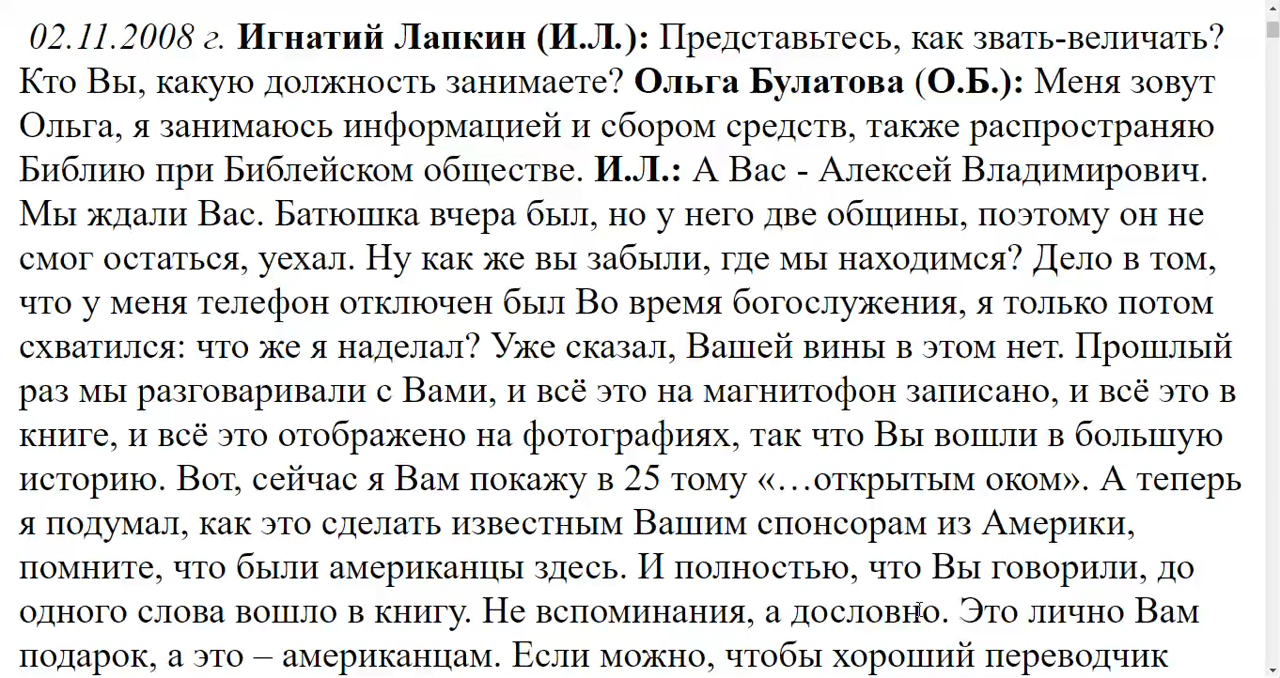 02.11.2008 г. Игнатий Лапкин (И.Л.): Представьтесь, как звать-величать?
Кто Вы, какую должность занимаете? Ольга Булатова (О.Б.): Меня зовут
Ольга, я занимаюсь информацией и сбором средств, также распространяю
Библию при Библейском обществе. И.Л.: А Вас - Алексей Владимирович.
Мы ждали Вас. Батюшка вчера был, но у него две общины, поэтому он не
смог остаться, уехал. Ну как же вы забыли, где мы находимся? Дело в том,
что у меня телефон отключен был Во время богослужения, я только потом
схватился: что же я наделал? Уже сказал, Вашей вины в этом нет. Прошлый
раз мы разговаривали с Вами, и всё это на магнитофон записано, и всё это в
книге, и всё это отображено на фотографиях, так что Вы вошли в большую
историю. Вот, сейчас я Вам покажу в 25 тому «…открытым оком». А теперь
я подумал, как это сделать известным Вашим спонсорам из Америки,
помните, что были американцы здесь. И полностью, что Вы говорили, до
одного слова вошло в книгу. Не вспоминания, а дословно. Это лично Вам
подарок, а это – американцам. Если можно, чтобы хороший переводчик